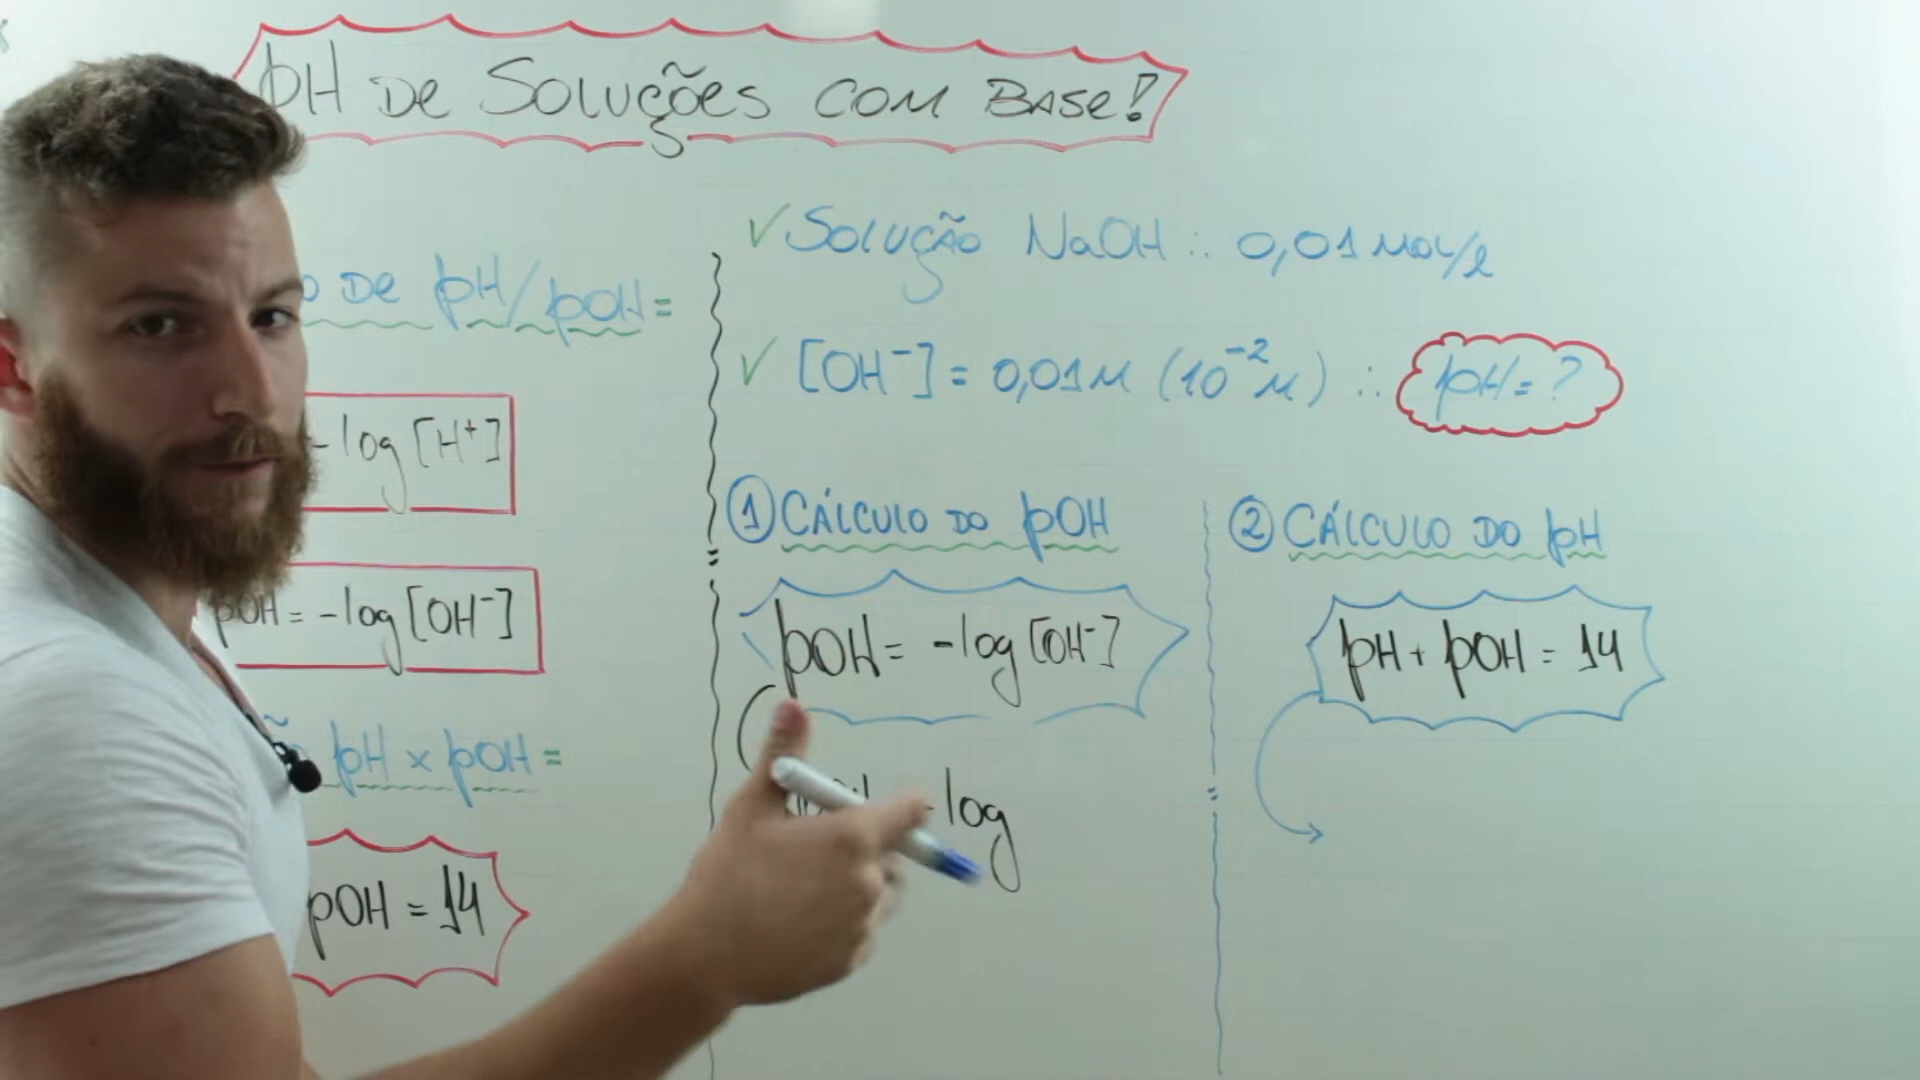 pH DE SOLUÇÕES COM BASE!
DE pH/pOH=
-log [H⁺]
pOH = -log [OH⁻]
pH x pOH =
pOH = 14
✓ SOLUÇÃO NaOH ∴ 0,01 MOL/l
✓ [OH⁻] = 0,01M (10⁻²M) ∴ pH = ?
① CÁLCULO DO pOH
pOH = -log [OH⁻]
-log
② CÁLCULO DO pH
pH + pOH = 14